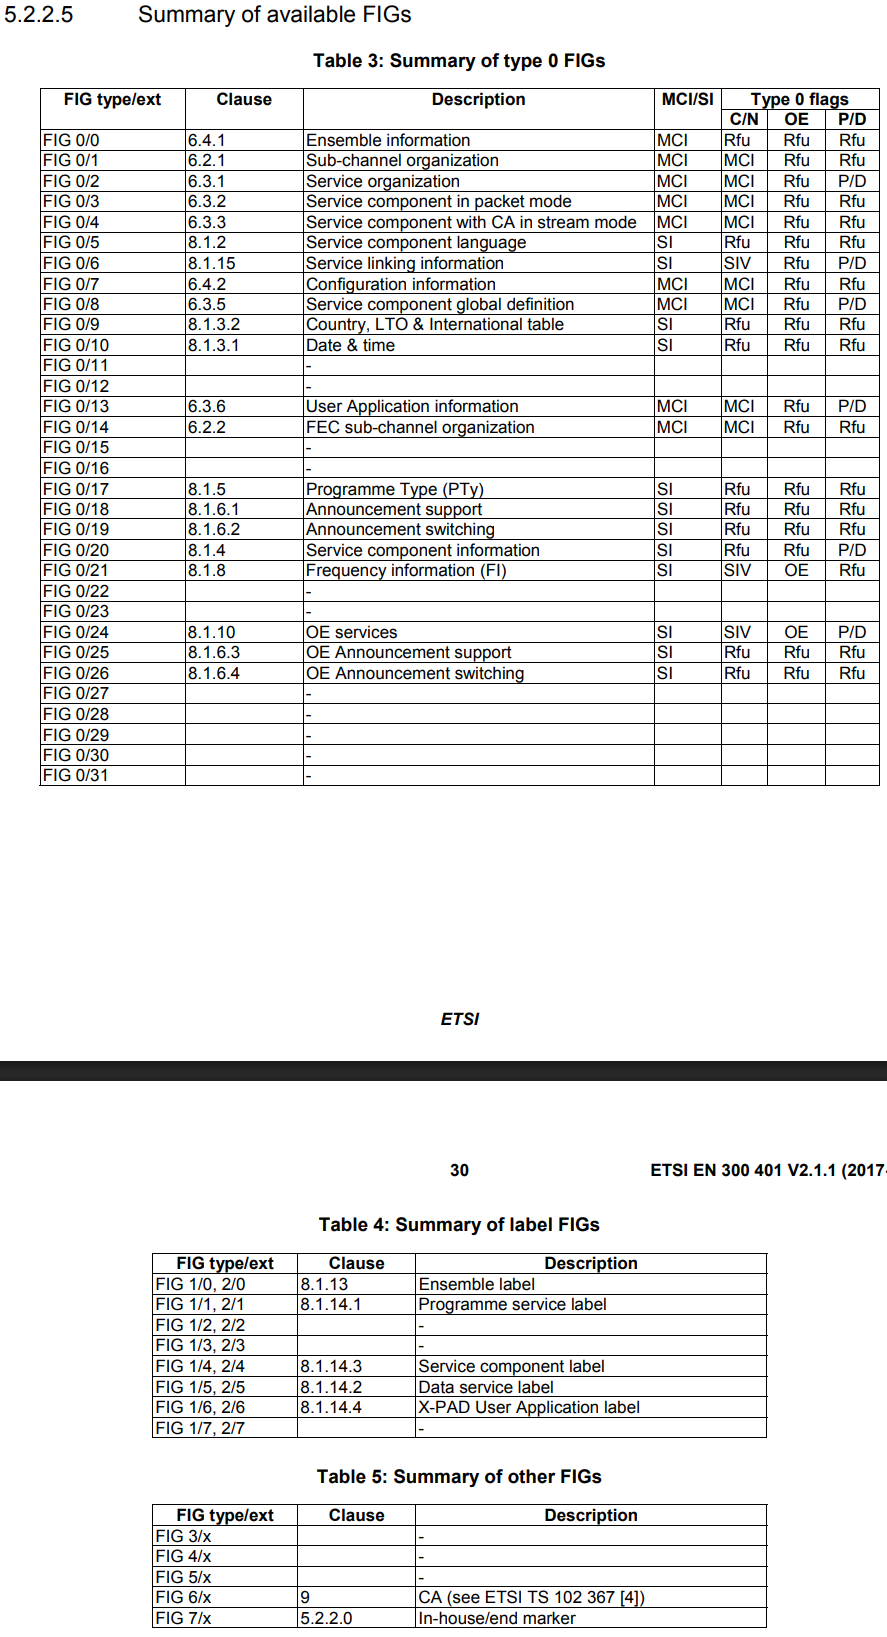 5.2.2.5 Summary of available FIGs
Table 3: Summary of type 0 FIGs
FIG type/ext Clause Description MCI/SI Type 0 flags
C/N OE P/D
FIG 0/0 6.4.1 Ensemble information MCI Rfu Rfu Rfu
FIG 0/1 6.2.1 Sub-channel organization MCI MCI Rfu Rfu
FIG 0/2 6.3.1 Service organization MCI MCI Rfu P/D
FIG 0/3 6.3.2 Service component in packet mode MCI MCI Rfu Rfu
FIG 0/4 6.3.3 Service component with CA in stream mode MCI MCI Rfu Rfu
FIG 0/5 8.1.2 Service component language SI Rfu Rfu Rfu
FIG 0/6 8.1.15 Service linking information SI SIV Rfu P/D
FIG 0/7 6.4.2 Configuration information MCI MCI Rfu Rfu
FIG 0/8 6.3.5 Service component global definition MCI MCI Rfu P/D
FIG 0/9 8.1.3.2 Country, LTO & International table SI Rfu Rfu Rfu
FIG 0/10 8.1.3.1 Date & time SI Rfu Rfu Rfu
FIG 0/11 -
FIG 0/12 -
FIG 0/13 6.3.6 User Application information MCI MCI Rfu P/D
FIG 0/14 6.2.2 FEC sub-channel organization MCI MCI Rfu Rfu
FIG 0/15 -
FIG 0/16 -
FIG 0/17 8.1.5 Programme Type (PTy) SI Rfu Rfu Rfu
FIG 0/18 8.1.6.1 Announcement support SI Rfu Rfu Rfu
FIG 0/19 8.1.6.2 Announcement switching SI Rfu Rfu Rfu
FIG 0/20 8.1.4 Service component information SI Rfu Rfu P/D
FIG 0/21 8.1.8 Frequency information (FI) SI SIV OE Rfu
FIG 0/22 -
FIG 0/23 -
FIG 0/24 8.1.10 OE services SI SIV OE P/D
FIG 0/25 8.1.6.3 OE Announcement support SI Rfu Rfu Rfu
FIG 0/26 8.1.6.4 OE Announcement switching SI Rfu Rfu Rfu
FIG 0/27 -
FIG 0/28 -
FIG 0/29 -
FIG 0/30 -
FIG 0/31 -
ETSI
30 ETSI EN 300 401 V2.1.1 (2017-
Table 4: Summary of label FIGs
FIG type/ext Clause Description
FIG 1/0, 2/0 8.1.13 Ensemble label
FIG 1/1, 2/1 8.1.14.1 Programme service label
FIG 1/2, 2/2 -
FIG 1/3, 2/3 -
FIG 1/4, 2/4 8.1.14.3 Service component label
FIG 1/5, 2/5 8.1.14.2 Data service label
FIG 1/6, 2/6 8.1.14.4 X-PAD User Application label
FIG 1/7, 2/7 -
Table 5: Summary of other FIGs
FIG type/ext Clause Description
FIG 3/x -
FIG 4/x -
FIG 5/x -
FIG 6/x 9 CA (see ETSI TS 102 367 [4])
FIG 7/x 5.2.2.0 In-house/end marker